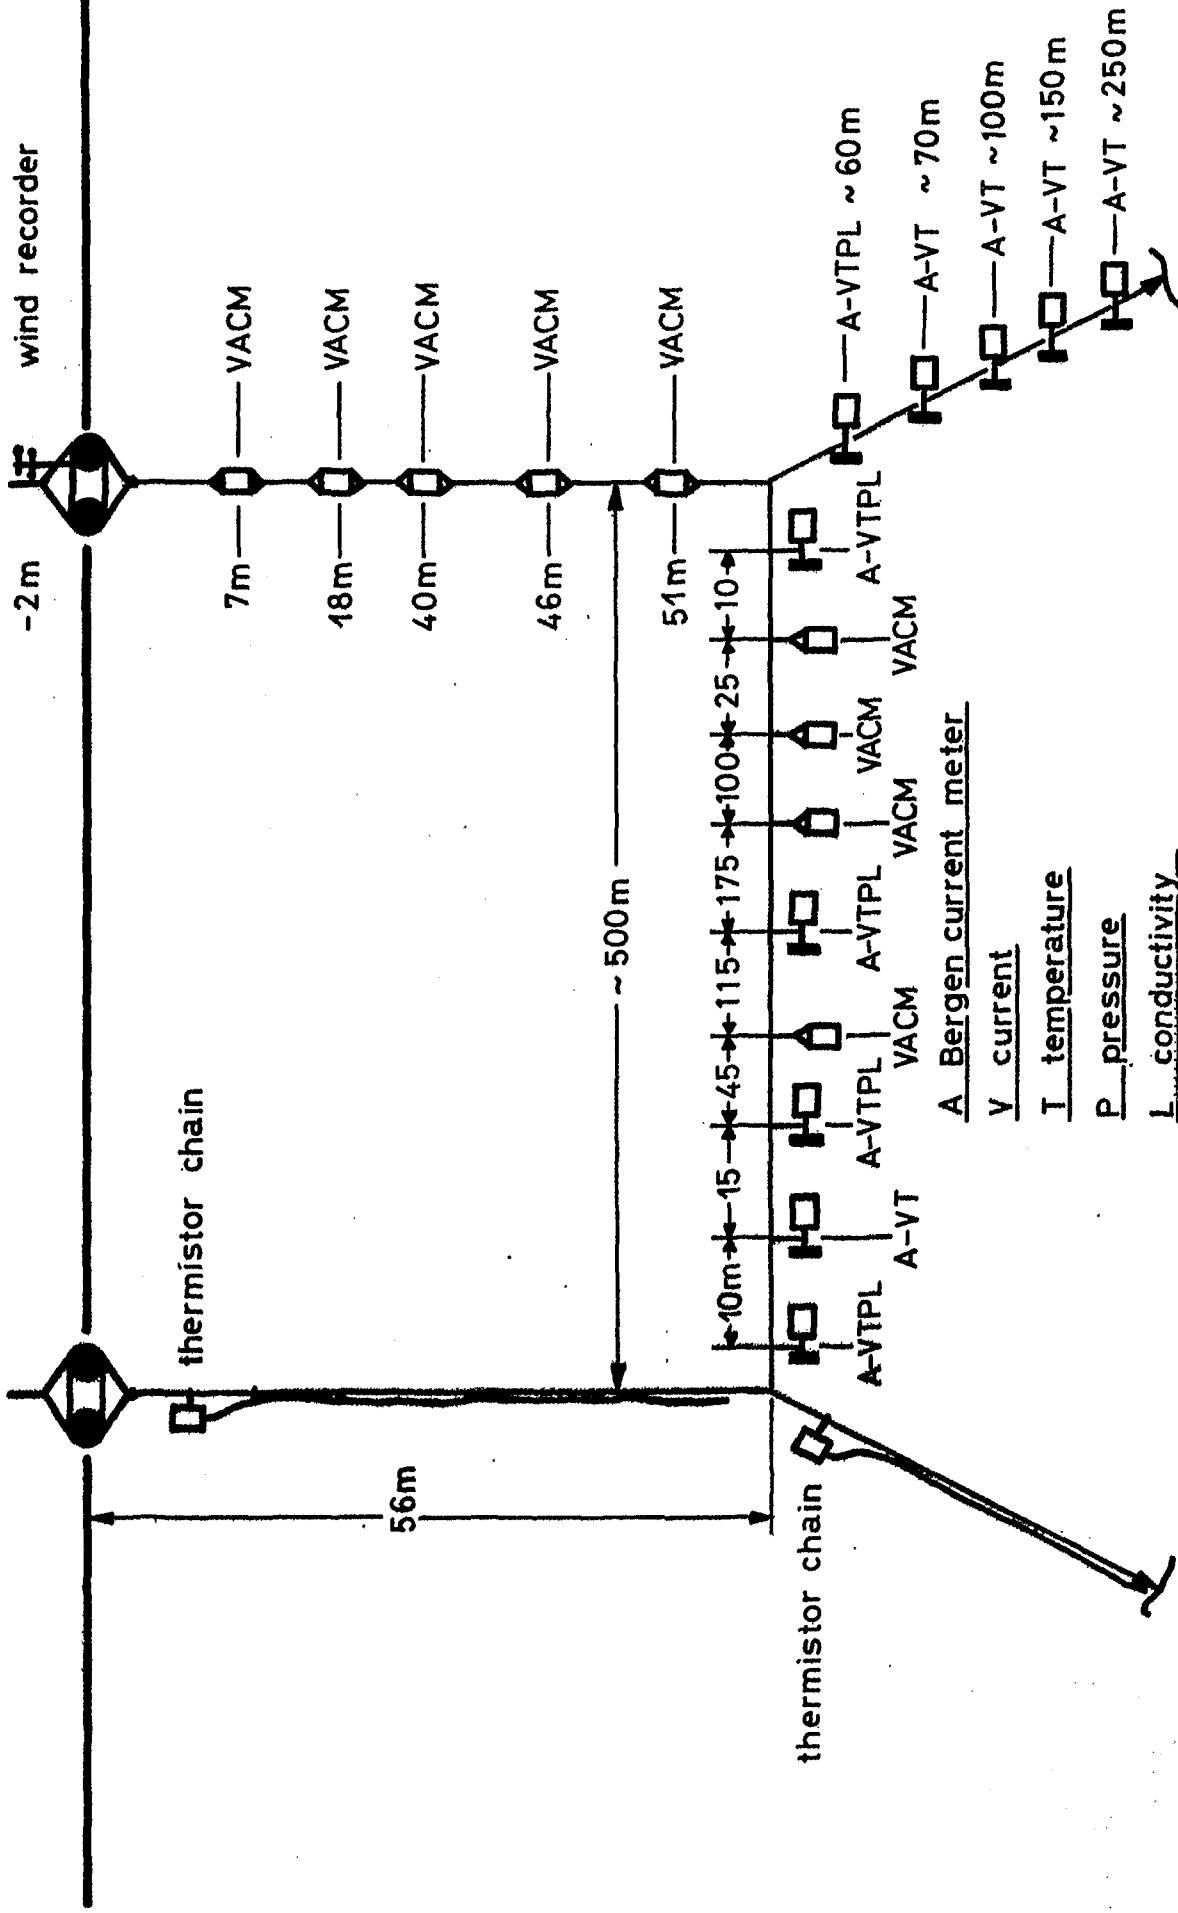 -2m wind recorder
thermistor chain
7m VACM
18m VACM
40m VACM
46m VACM
51m VACM
56m
~ 500m
10m 15 45 115 175 100 25 10
A-VTPL
A-VT
A-VTPL
VACM
A-VTPL
VACM
VACM
VACM
A-VTPL
A-VTPL ~ 60m
A-VT ~ 70m
A-VT ~100m
A-VT ~150m
A-VT ~250m
thermistor chain
A Bergen current meter
V current
T temperature
P pressure
L conductivity